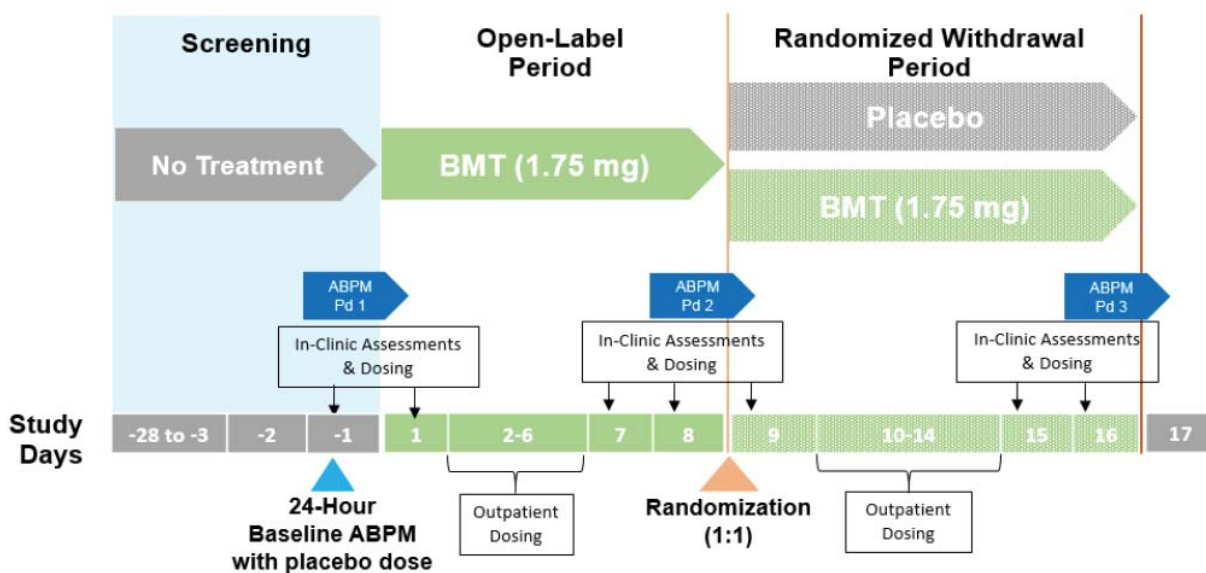 Screening
Open-Label
Period
Randomized Withdrawal
Period
No Treatment
BMT (1.75 mg)
Placebo
BMT (1.75 mg)
ABPM
Pd 1
ABPM
Pd 2
ABPM
Pd 3
In-Clinic Assessments
& Dosing
In-Clinic Assessments
& Dosing
In-Clinic Assessments
& Dosing
Study
Days
-28 to -3
-2
-1
1
2-6
7
8
9
10-14
15
16
17
24-Hour
Baseline ABPM
with placebo dose
Outpatient
Dosing
Randomization
(1:1)
Outpatient
Dosing